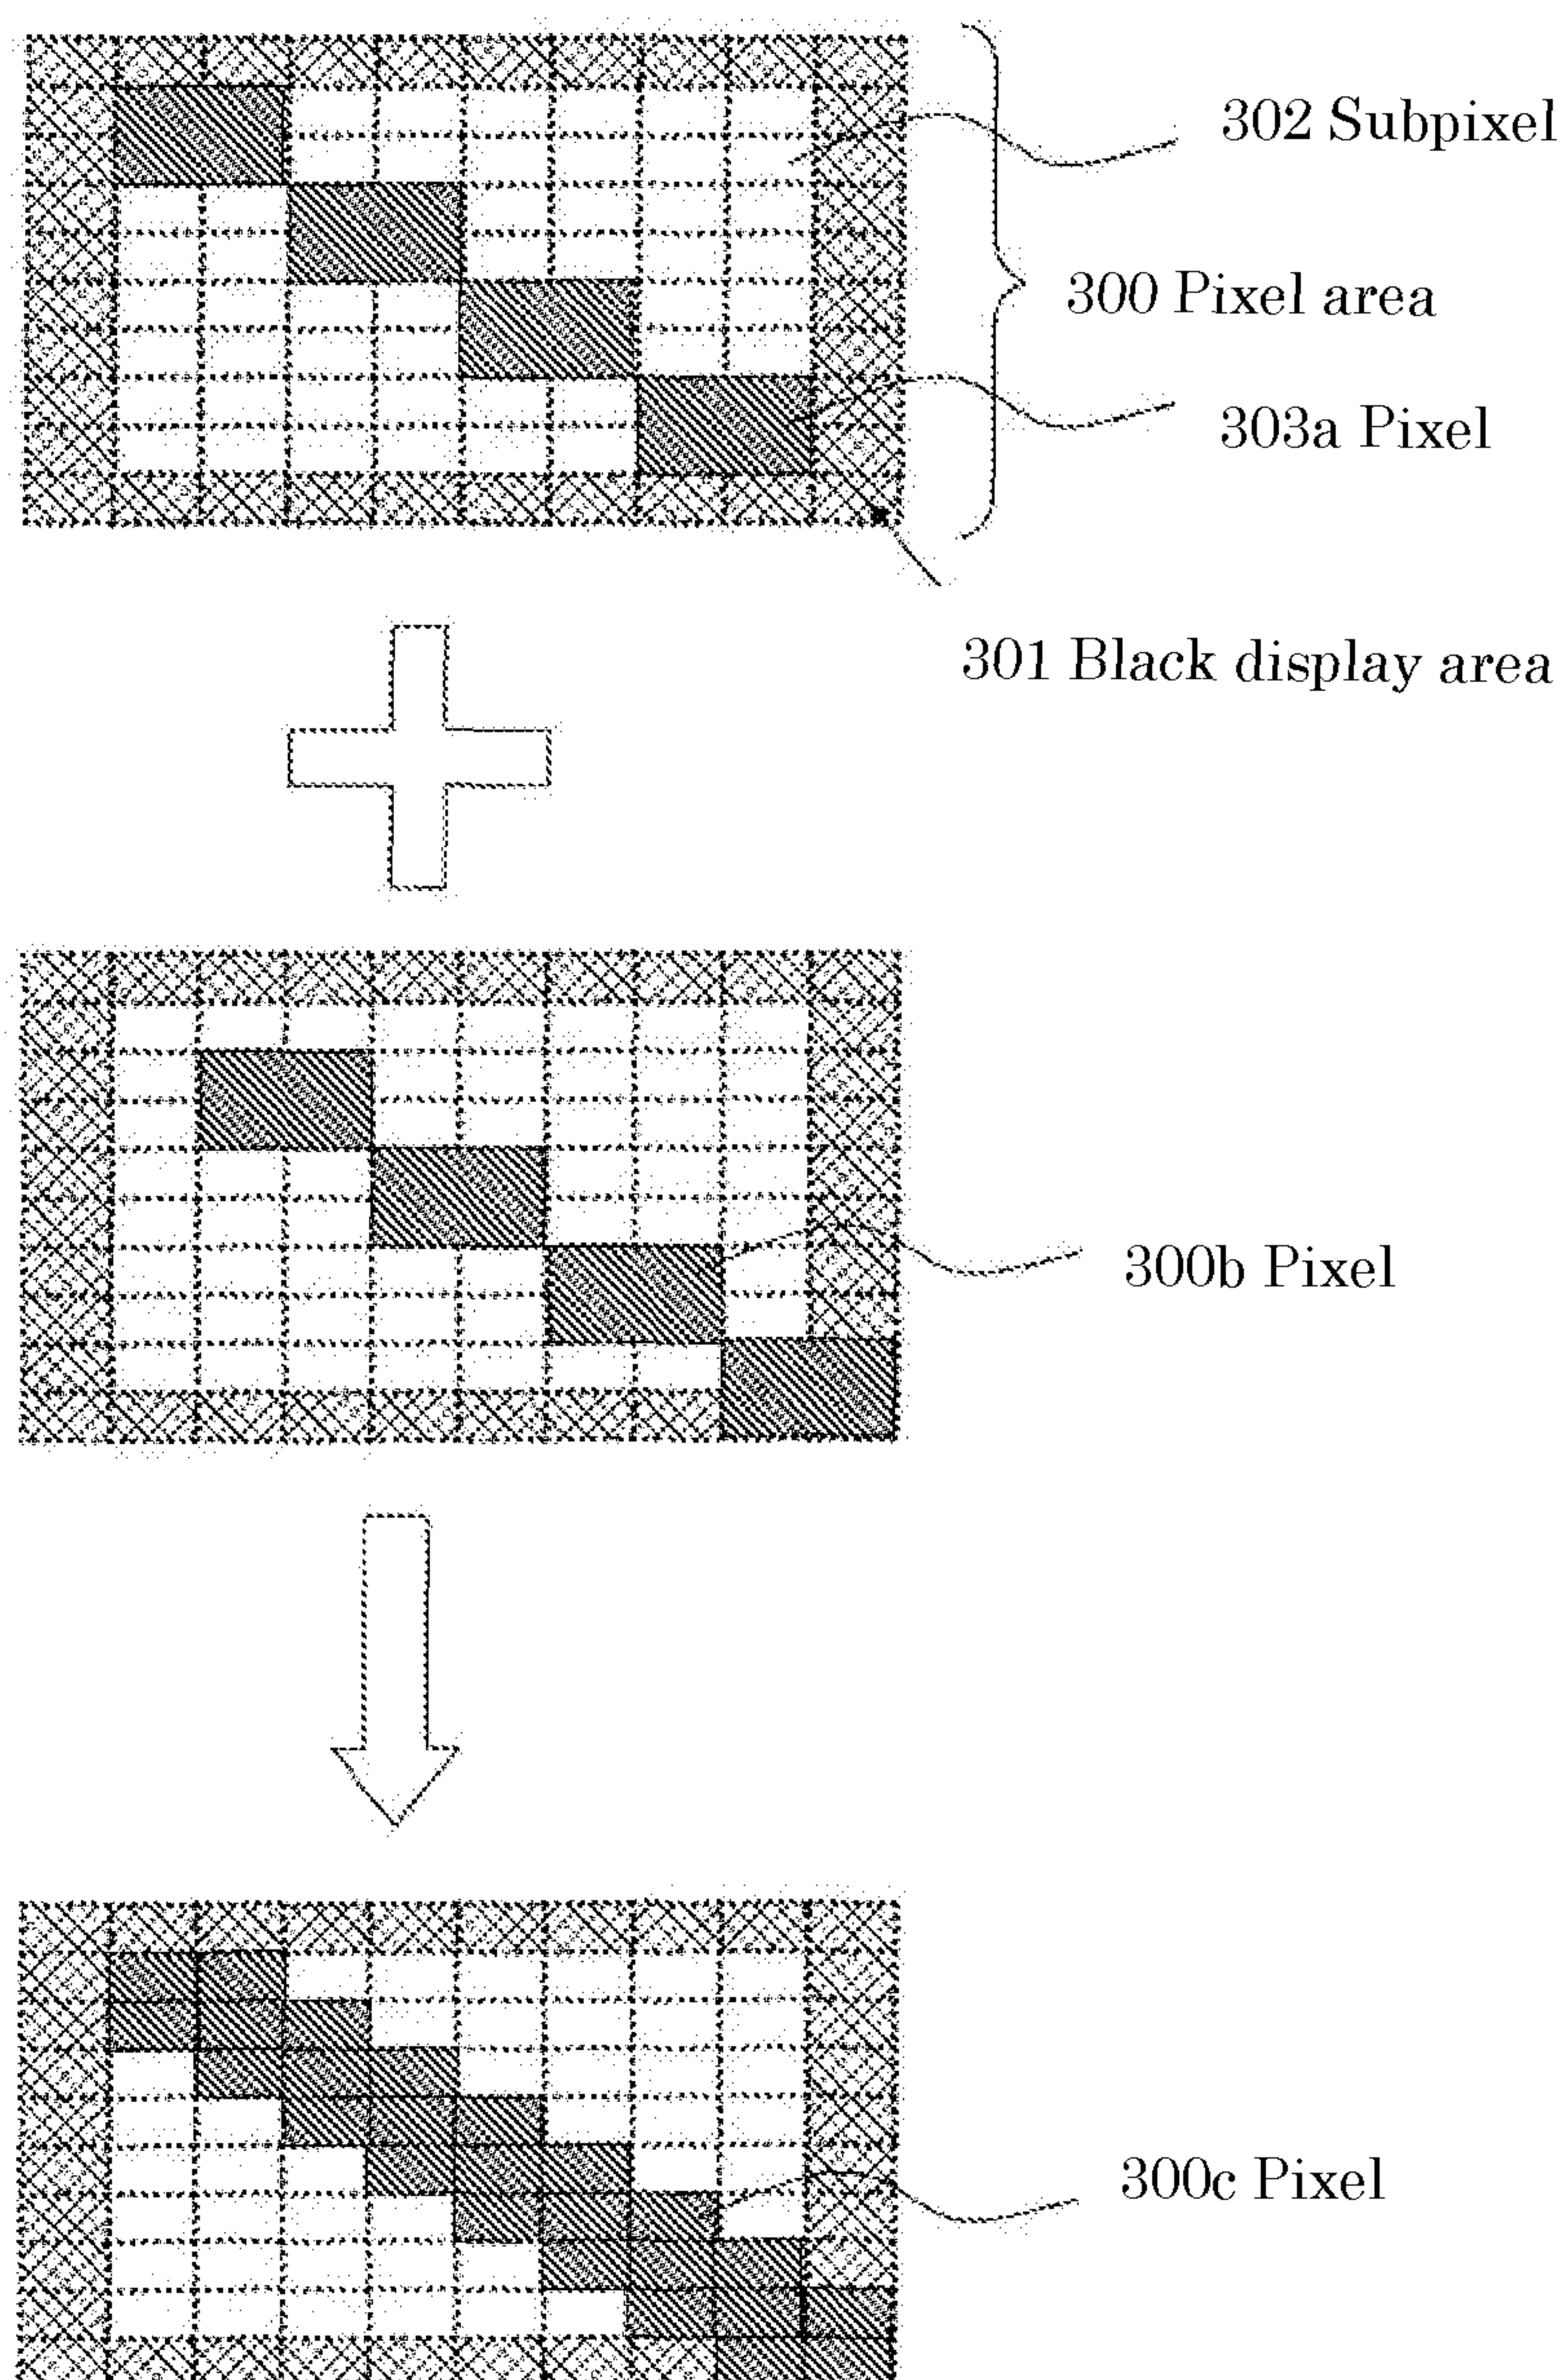 302 Subpixel
300 Pixel area
303a Pixel
301 Black display area
300b Pixel
300c Pixel